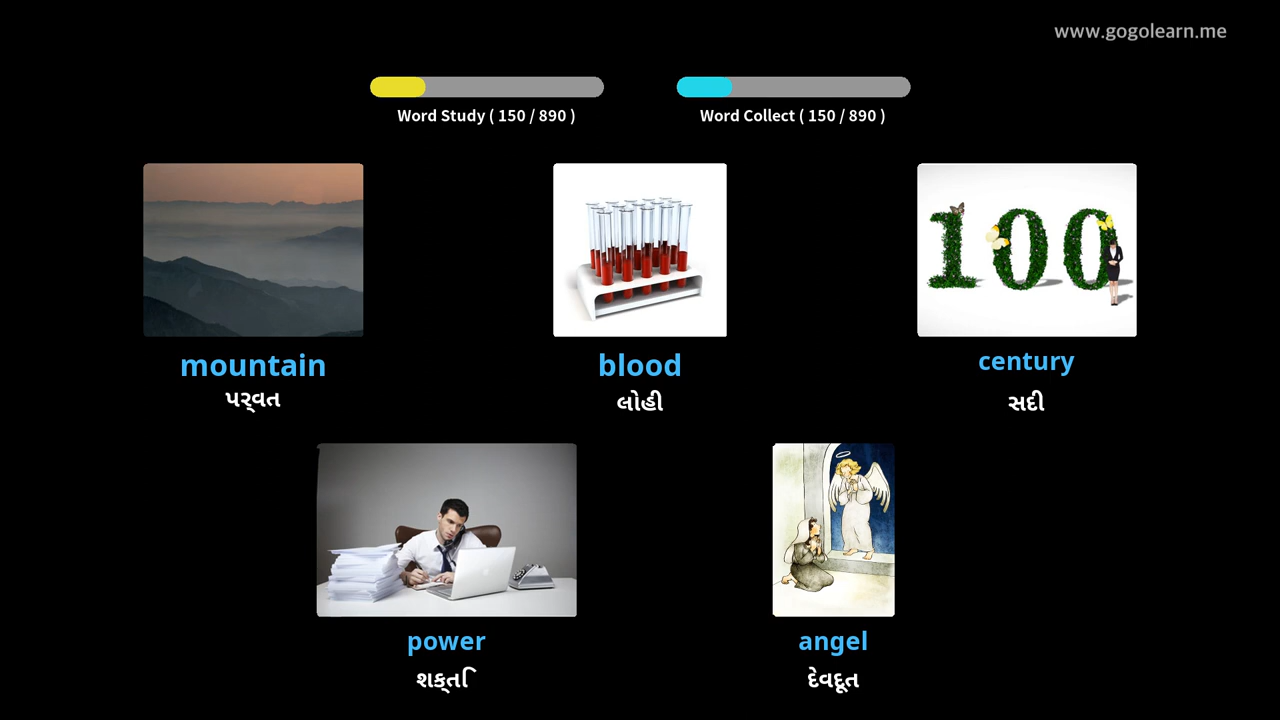 www.gogolearn.me
Word Study ( 150 / 890 )
Word Collect ( 150 / 890 )
mountain
પર્વત
blood
લોહી
century
સદી
power
શક્તિ
angel
દેવદૂત